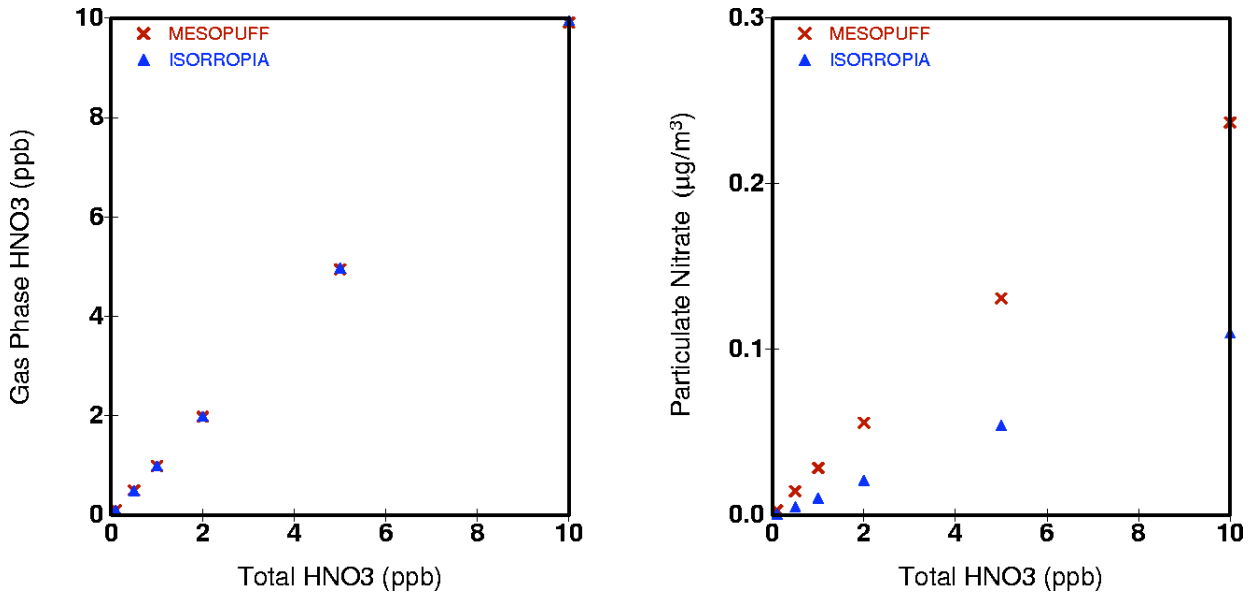 Gas Phase HNO3 (ppb)
10
8
6
4
2
0
MESOPUFF
ISORROPIA
0 2 4 6 8 10
Total HNO3 (ppb)
Particulate Nitrate (µg/m³)
0.3
0.2
0.1
0.0
MESOPUFF
ISORROPIA
0 2 4 6 8 10
Total HNO3 (ppb)